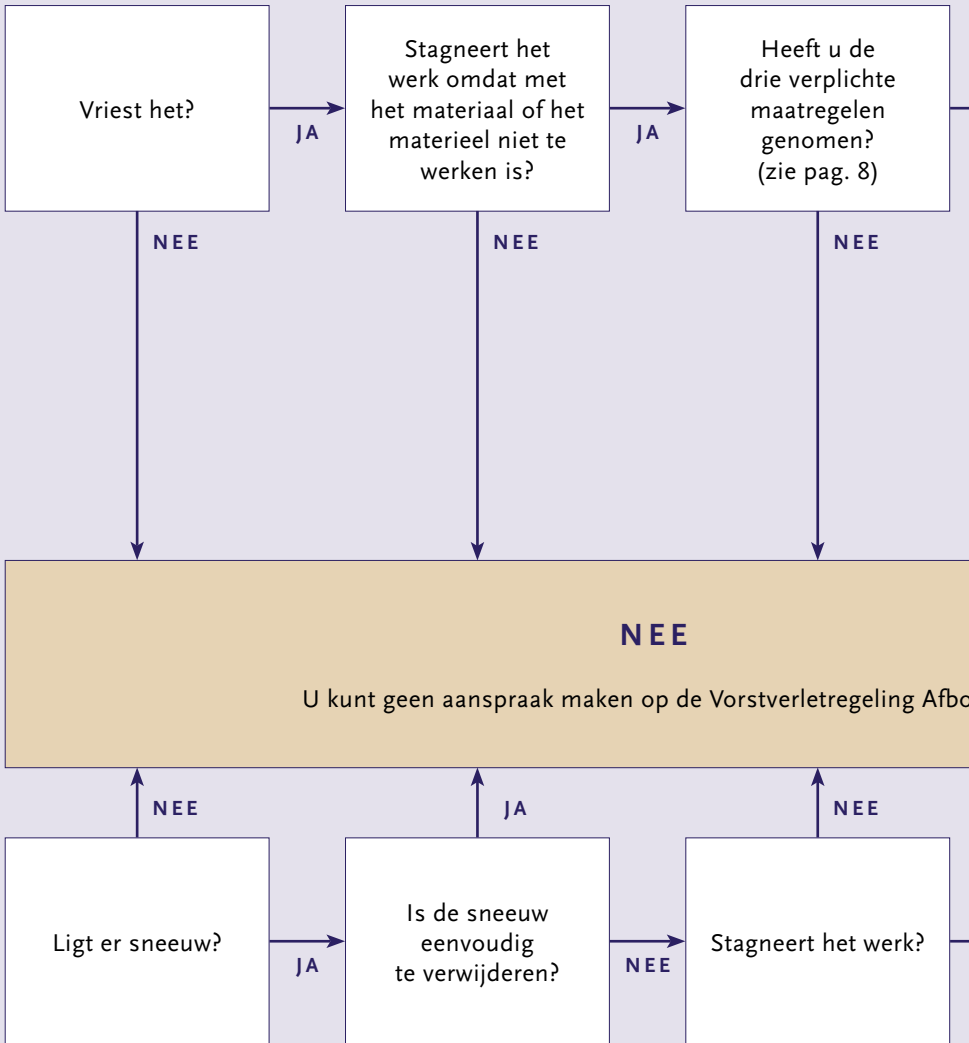 Vriest het?
JA
Stagneert het
werk omdat met
het materiaal of het
materieel niet te
werken is?
JA
Heeft u de
drie verplichte
maatregelen
genomen?
(zie pag. 8)
NEE
NEE
NEE
NEE
U kunt geen aanspraak maken op de Vorstverletregeling Afbo
NEE
JA
NEE
Ligt er sneeuw?
JA
Is de sneeuw
eenvoudig
te verwijderen?
NEE
Stagneert het werk?